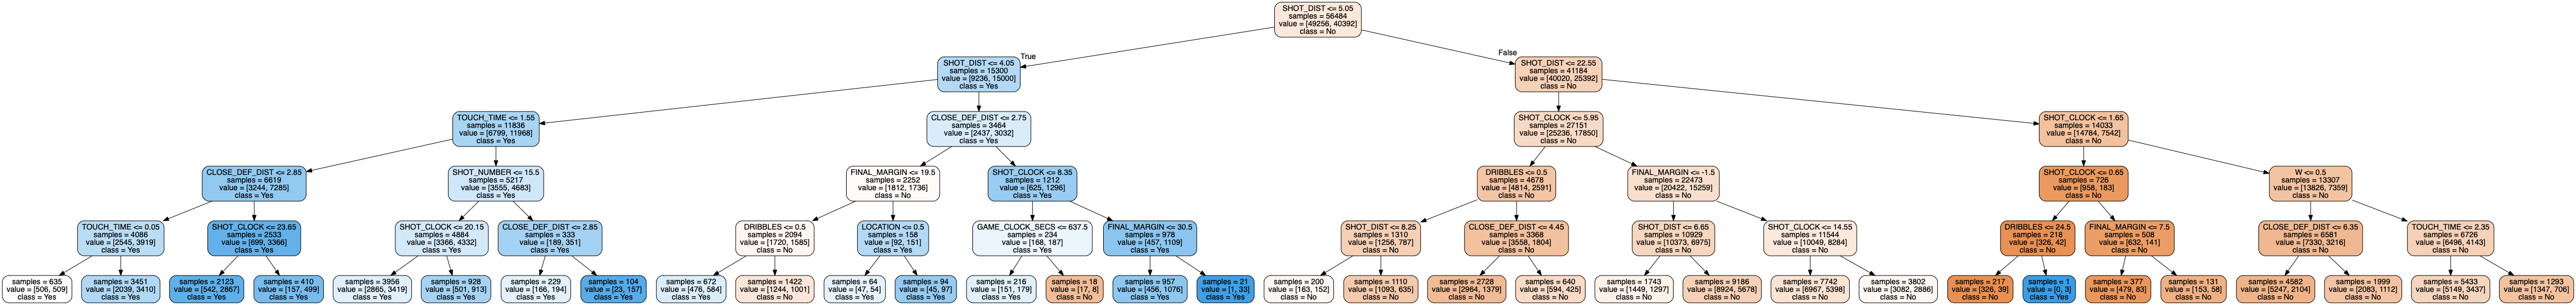 SHOT_DIST <= 5.05
samples = 56484
value = [49256, 40392]
class = No
True
False
SHOT_DIST <= 4.05
samples = 15300
value = [9236, 15000]
class = Yes
SHOT_DIST <= 22.55
samples = 41184
value = [40020, 25392]
class = No
TOUCH_TIME <= 1.55
samples = 11836
value = [6799, 11968]
class = Yes
CLOSE_DEF_DIST <= 2.75
samples = 3464
value = [2437, 3032]
class = Yes
SHOT_CLOCK <= 5.95
samples = 27151
value = [25236, 17850]
class = No
SHOT_CLOCK <= 1.65
samples = 14033
value = [14784, 7542]
class = No
CLOSE_DEF_DIST <= 2.85
samples = 6619
value = [3244, 7285]
class = Yes
SHOT_NUMBER <= 15.5
samples = 5217
value = [3555, 4683]
class = Yes
FINAL_MARGIN <= 19.5
samples = 2252
value = [1812, 1736]
class = No
SHOT_CLOCK <= 8.35
samples = 1212
value = [625, 1296]
class = Yes
DRIBBLES <= 0.5
samples = 4678
value = [4814, 2591]
class = No
FINAL_MARGIN <= -1.5
samples = 22473
value = [20422, 15259]
class = No
SHOT_CLOCK <= 0.65
samples = 726
value = [958, 183]
class = No
W <= 0.5
samples = 13307
value = [13826, 7359]
class = No
TOUCH_TIME <= 0.05
samples = 4086
value = [2545, 3919]
class = Yes
SHOT_CLOCK <= 23.65
samples = 2533
value = [699, 3366]
class = Yes
SHOT_CLOCK <= 20.15
samples = 4884
value = [3366, 4332]
class = Yes
CLOSE_DEF_DIST <= 2.85
samples = 333
value = [189, 351]
class = Yes
DRIBBLES <= 0.5
samples = 2094
value = [1720, 1585]
class = No
LOCATION <= 0.5
samples = 158
value = [92, 151]
class = Yes
GAME_CLOCK_SECS <= 637.5
samples = 234
value = [168, 187]
class = Yes
FINAL_MARGIN <= 30.5
samples = 978
value = [457, 1109]
class = Yes
SHOT_DIST <= 8.25
samples = 1310
value = [1256, 787]
class = No
CLOSE_DEF_DIST <= 4.45
samples = 3368
value = [3558, 1804]
class = No
SHOT_DIST <= 6.65
samples = 10929
value = [10373, 6975]
class = No
SHOT_CLOCK <= 14.55
samples = 11544
value = [10049, 8284]
class = No
DRIBBLES <= 24.5
samples = 218
value = [326, 42]
class = No
FINAL_MARGIN <= 7.5
samples = 508
value = [632, 141]
class = No
CLOSE_DEF_DIST <= 6.35
samples = 6581
value = [7330, 3216]
class = No
TOUCH_TIME <= 2.35
samples = 6726
value = [6496, 4143]
class = No
samples = 635
value = [506, 509]
class = Yes
samples = 3451
value = [2039, 3410]
class = Yes
samples = 2123
value = [542, 2867]
class = Yes
samples = 410
value = [157, 499]
class = Yes
samples = 3956
value = [2865, 3419]
class = Yes
samples = 928
value = [501, 913]
class = Yes
samples = 229
value = [166, 194]
class = Yes
samples = 104
value = [23, 157]
class = Yes
samples = 672
value = [476, 584]
class = Yes
samples = 1422
value = [1244, 1001]
class = No
samples = 64
value = [47, 54]
class = Yes
samples = 94
value = [45, 97]
class = Yes
samples = 216
value = [151, 179]
class = Yes
samples = 18
value = [17, 8]
class = No
samples = 957
value = [456, 1076]
class = Yes
samples = 21
value = [1, 33]
class = Yes
samples = 200
value = [163, 152]
class = No
samples = 1110
value = [1093, 635]
class = No
samples = 2728
value = [2964, 1379]
class = No
samples = 640
value = [594, 425]
class = No
samples = 1743
value = [1449, 1297]
class = No
samples = 9186
value = [8924, 5678]
class = No
samples = 7742
value = [6967, 5398]
class = No
samples = 3802
value = [3082, 2886]
class = No
samples = 217
value = [326, 39]
class = No
samples = 1
value = [0, 3]
class = Yes
samples = 377
value = [479, 83]
class = No
samples = 131
value = [153, 58]
class = No
samples = 4582
value = [5247, 2104]
class = No
samples = 1999
value = [2083, 1112]
class = No
samples = 5433
value = [5149, 3437]
class = No
samples = 1293
value = [1347, 706]
class = No